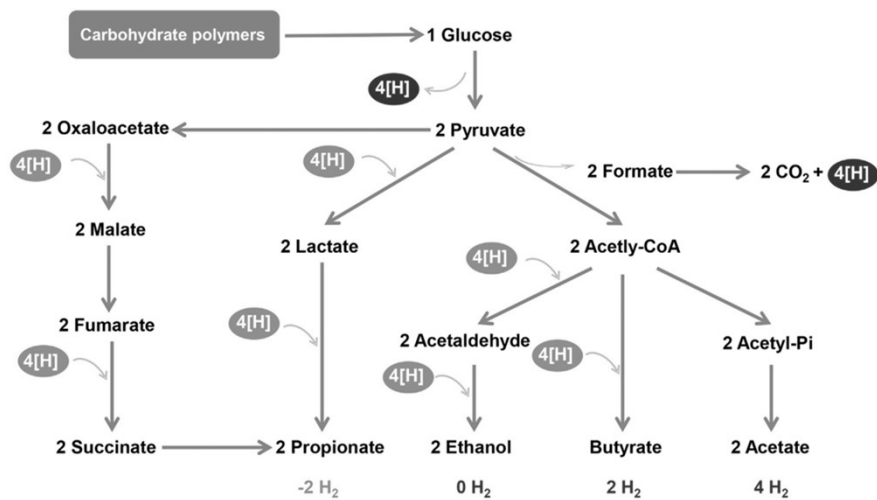 Carbohydrate polymers
1 Glucose
4[H]
2 Oxaloacetate
2 Pyruvate
4[H]
4[H]
2 Formate
2 CO₂ + 4[H]
2 Malate
2 Lactate
4[H]
2 Acetly-CoA
2 Fumarate
4[H]
2 Acetaldehyde
2 Acetyl-Pi
4[H]
4[H]
4[H]
2 Succinate
2 Propionate
2 Ethanol
Butyrate
2 Acetate
-2 H₂
0 H₂
2 H₂
4 H₂